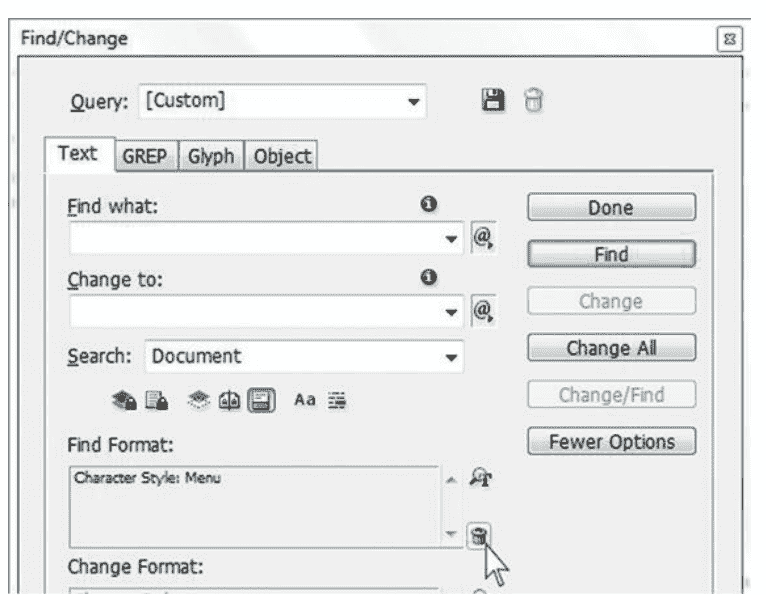 Find/Change
Query: [Custom]
Text GREP Glyph Object
Find what:
Done
Find
Change to:
Change
Search: Document
Change All
Aa
Change/Find
Find Format:
Fewer Options
Character Style: Menu
Change Format: